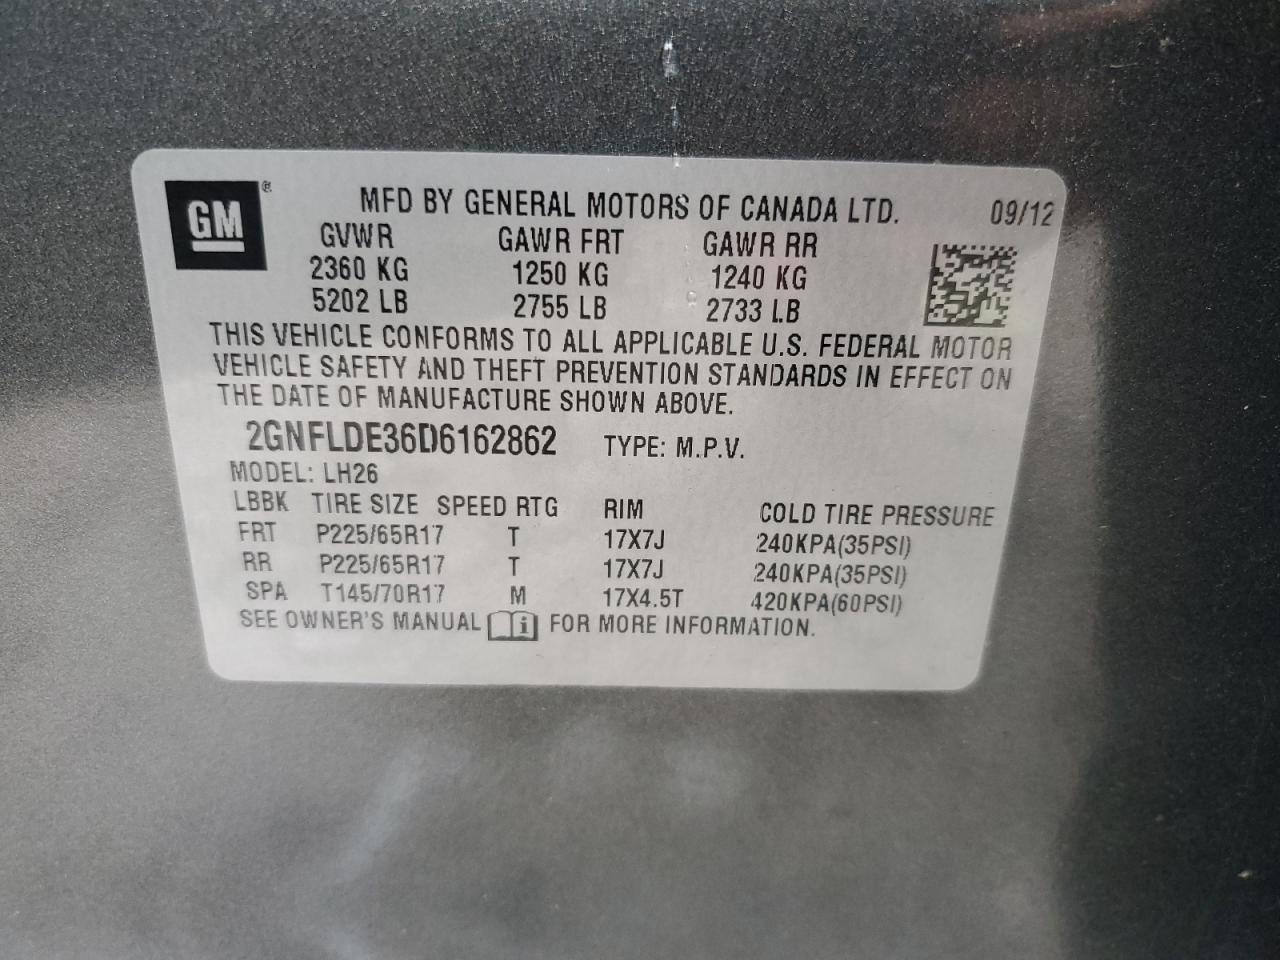 GM ® MFD BY GENERAL MOTORS OF CANADA LTD. 09/12
GVWR GAWR FRT GAWR RR
2360 KG 1250 KG 1240 KG
5202 LB 2755 LB 2733 LB
THIS VEHICLE CONFORMS TO ALL APPLICABLE U.S. FEDERAL MOTOR
VEHICLE SAFETY AND THEFT PREVENTION STANDARDS IN EFFECT ON
THE DATE OF MANUFACTURE SHOWN ABOVE.
2GNFLDE36D6162862 TYPE: M.P.V.
MODEL: LH26
LBBK TIRE SIZE SPEED RTG RIM COLD TIRE PRESSURE
FRT P225/65R17 T 17X7J 240KPA(35PSI)
RR P225/65R17 T 17X7J 240KPA(35PSI)
SPA T145/70R17 M 17X4.5T 420KPA(60PSI)
SEE OWNER'S MANUAL i FOR MORE INFORMATION.